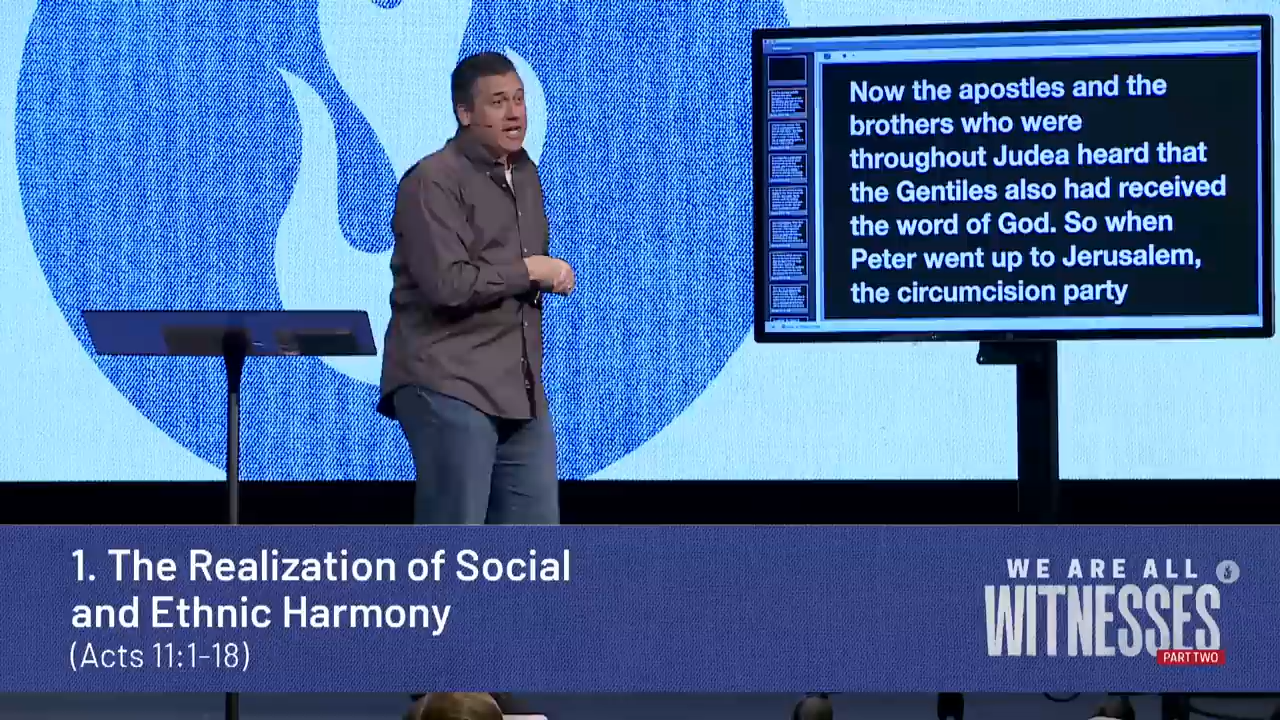 Now the apostles and the
brothers who were
throughout Judea heard that
the Gentiles also had received
the word of God. So when
Peter went up to Jerusalem,
the circumcision party
1. The Realization of Social
and Ethnic Harmony
(Acts 11:1-18)
WE ARE ALL
WITNESSES
PART TWO